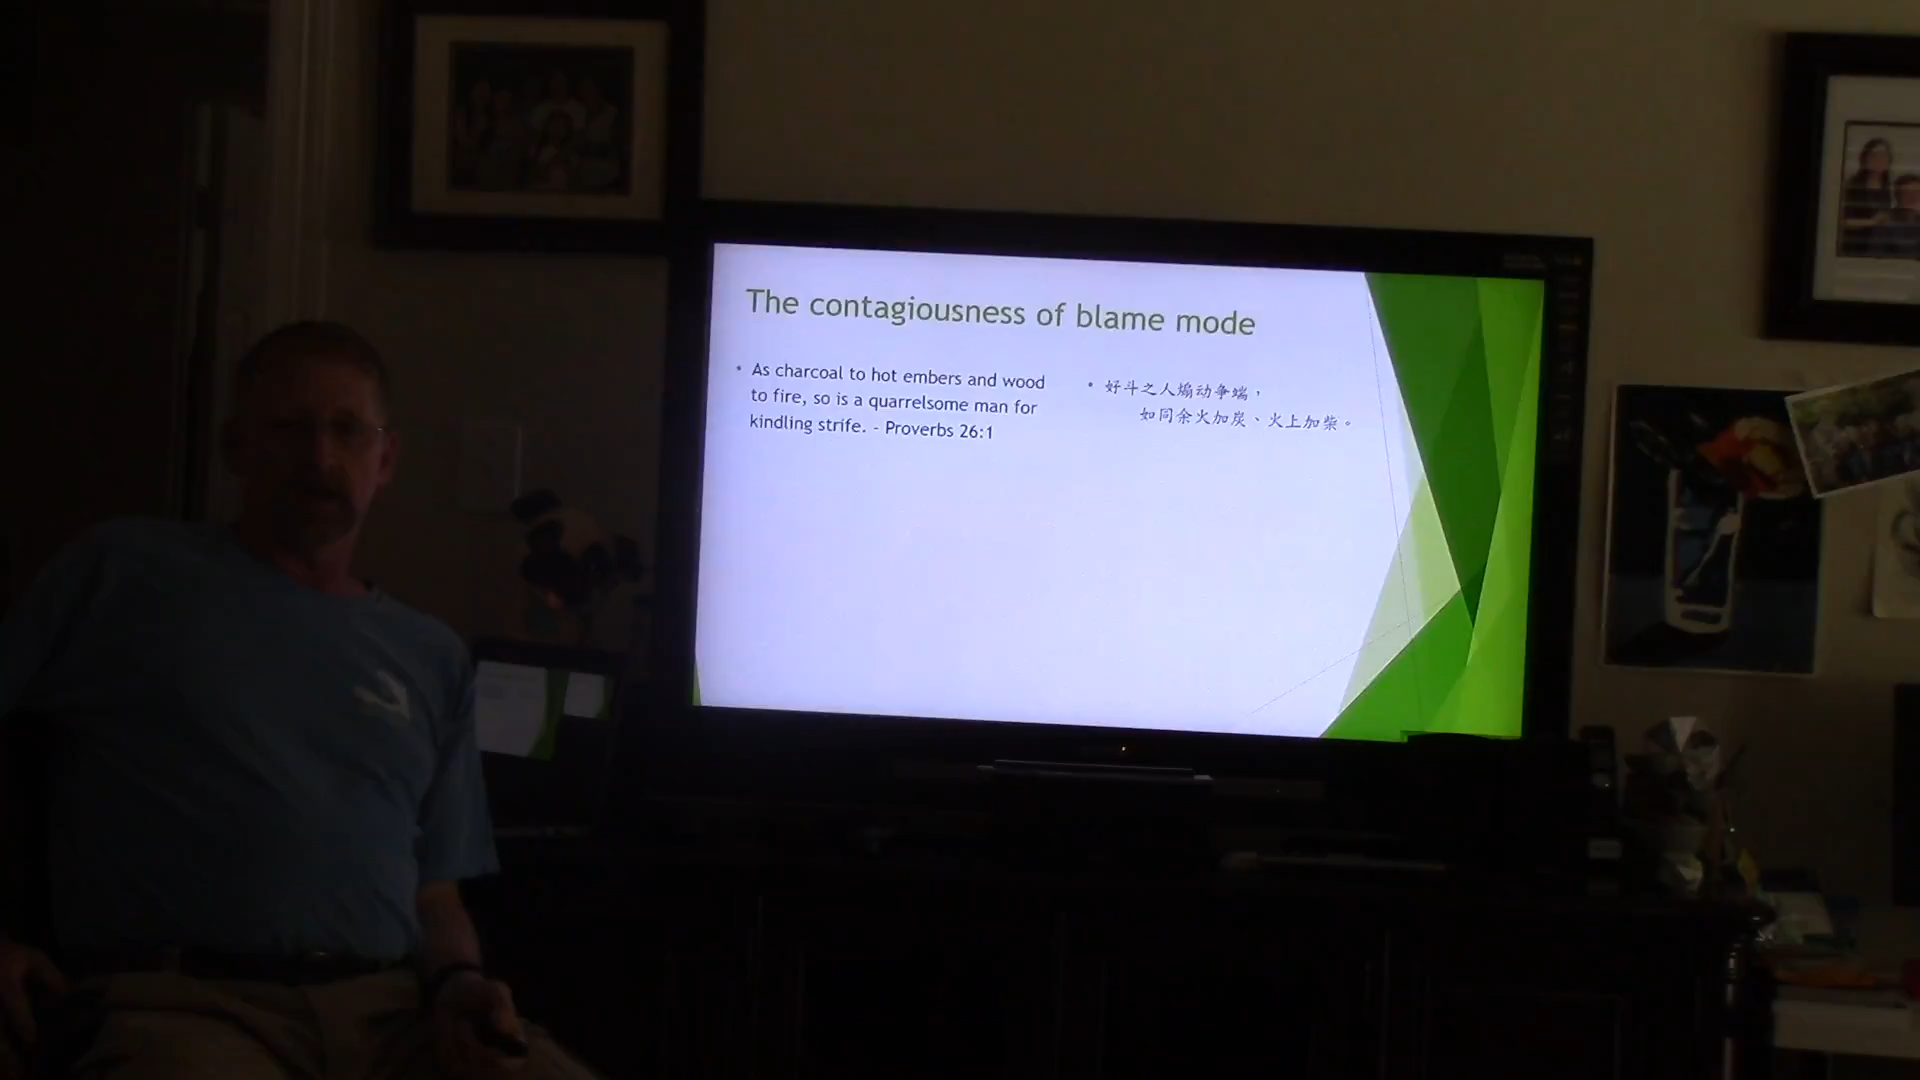 The contagiousness of blame mode
• As charcoal to hot embers and wood
to fire, so is a quarrelsome man for
kindling strife. - Proverbs 26:1
• 好斗之人煽动争端，
如同余火加炭、火上加柴。